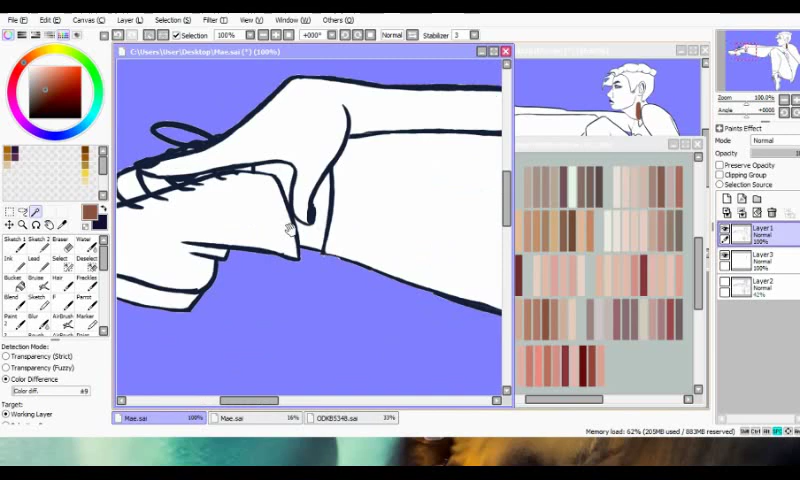 File (F) Edit (E) Canvas (C) Layer (L) Selection (S) Filter (T) View (V) Window (W) Others (O)
Selection 100% +000° Normal Stabilizer 3
C:\Users\User\Desktop\Mae.sai (*) (100%)
Zoom 100.0%
Angle +0000
Paints Effect
Mode Normal
Opacity
Preserve Opacity
Clipping Group
Selection Source
Layer1
Normal
100%
Layer3
Normal
100%
Layer2
Normal
42%
Sketch 1 Sketch 2 Eraser Water
Ink Lead Select Deselect
Bucket Bruise Hair Freckles
Blend Sketch F Parrot
Paint Blur AirBrush Marker
Detection Mode:
Transparency (Strict)
Transparency (Fuzzy)
Color Difference
Color diff. ±9
Target:
Working Layer
Mae.sai 100% Mae.sai 16% ODKB5348.sai 33%
Memory load: 62% (205MB used / 883MB reserved)